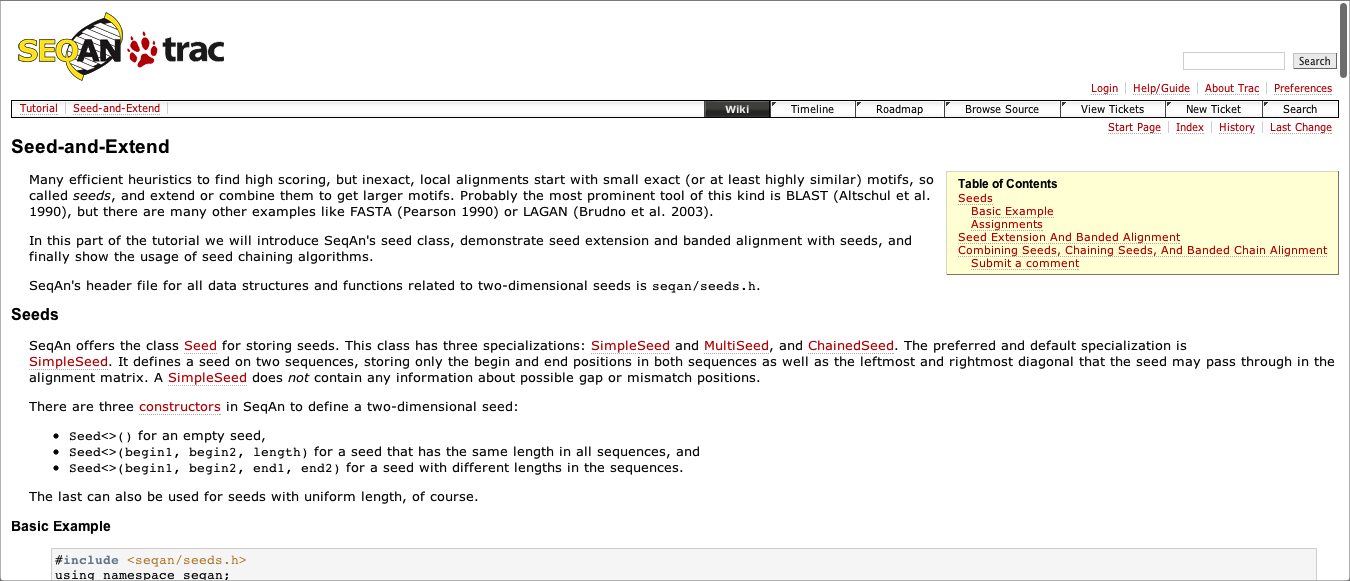 SEQAN trac
Search
Login Help/Guide About Trac Preferences
Tutorial Seed-and-Extend Wiki Timeline Roadmap Browse Source View Tickets New Ticket Search
Start Page Index History Last Change
Seed-and-Extend
Many efficient heuristics to find high scoring, but inexact, local alignments start with small exact (or at least highly similar) motifs, so
called seeds, and extend or combine them to get larger motifs. Probably the most prominent tool of this kind is BLAST (Altschul et al.
1990), but there are many other examples like FASTA (Pearson 1990) or LAGAN (Brudno et al. 2003).
In this part of the tutorial we will introduce SeqAn's seed class, demonstrate seed extension and banded alignment with seeds, and
finally show the usage of seed chaining algorithms.
SeqAn's header file for all data structures and functions related to two-dimensional seeds is seqan/seeds.h.
Table of Contents
Seeds
Basic Example
Assignments
Seed Extension And Banded Alignment
Combining Seeds, Chaining Seeds, And Banded Chain Alignment
Submit a comment
Seeds
SeqAn offers the class Seed for storing seeds. This class has three specializations: SimpleSeed and MultiSeed, and ChainedSeed. The preferred and default specialization is
SimpleSeed. It defines a seed on two sequences, storing only the begin and end positions in both sequences as well as the leftmost and rightmost diagonal that the seed may pass through in the
alignment matrix. A SimpleSeed does not contain any information about possible gap or mismatch positions.
There are three constructors in SeqAn to define a two-dimensional seed:
• Seed<>() for an empty seed,
• Seed<>(begin1, begin2, length) for a seed that has the same length in all sequences, and
• Seed<>(begin1, begin2, end1, end2) for a seed with different lengths in the sequences.
The last can also be used for seeds with uniform length, of course.
Basic Example
#include <seqan/seeds.h>
using namespace seqan;